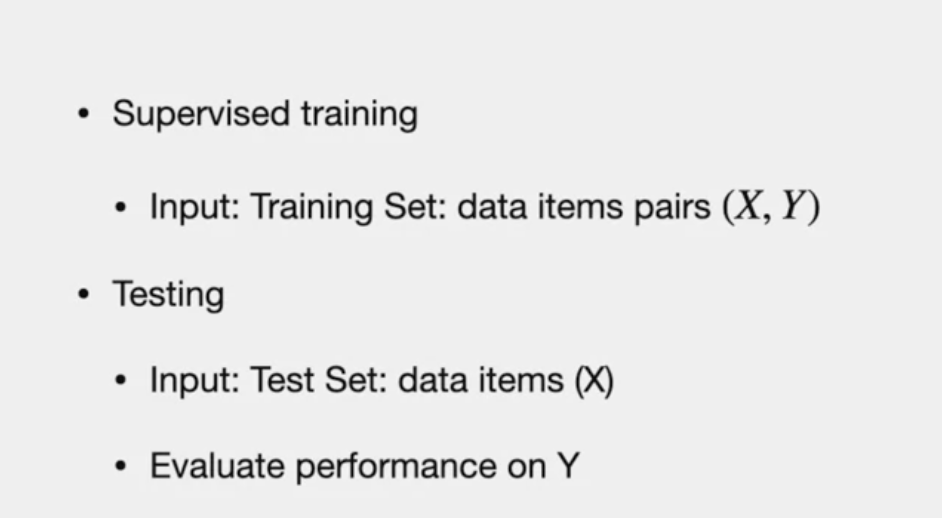 • Supervised training
• Input: Training Set: data items pairs (X, Y)
• Testing
• Input: Test Set: data items (X)
• Evaluate performance on Y